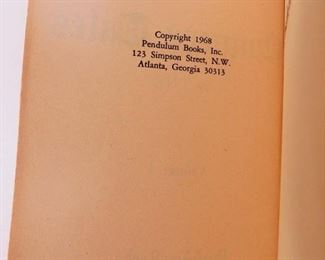 Copyright 1968
Pendulum Books, Inc.
123 Simpson Street, N.W.
Atlanta, Georgia 30313